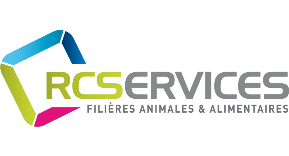 RCSERVICES
FILIÈRES ANIMALES & ALIMENTAIRES